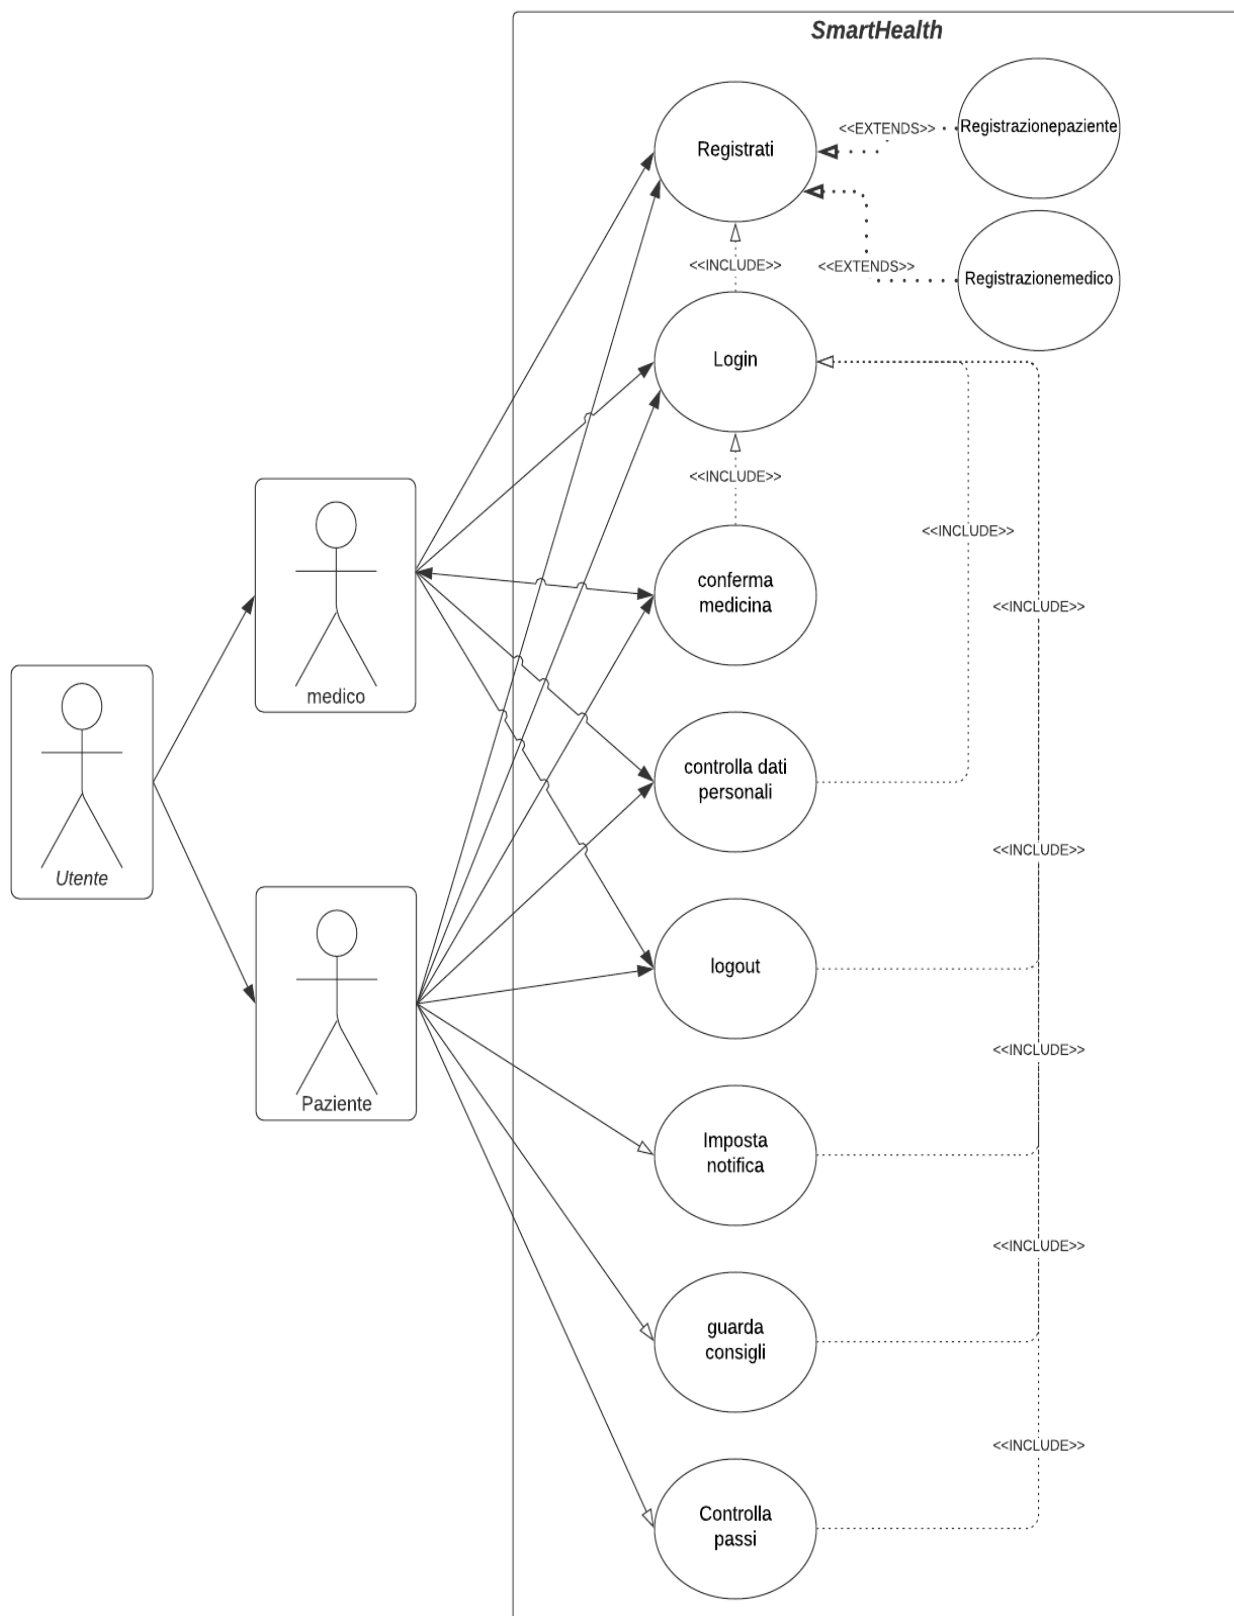 SmartHealth
Registrati
<<EXTENDS>>
Registrazionepaziente
<<INCLUDE>>
<<EXTENDS>>
Registrazionemedico
Login
<<INCLUDE>>
<<INCLUDE>>
conferma
medicina
<<INCLUDE>>
medico
controlla dati
personali
Utente
<<INCLUDE>>
logout
<<INCLUDE>>
Paziente
Imposta
notifica
<<INCLUDE>>
guarda
consigli
<<INCLUDE>>
Controlla
passi